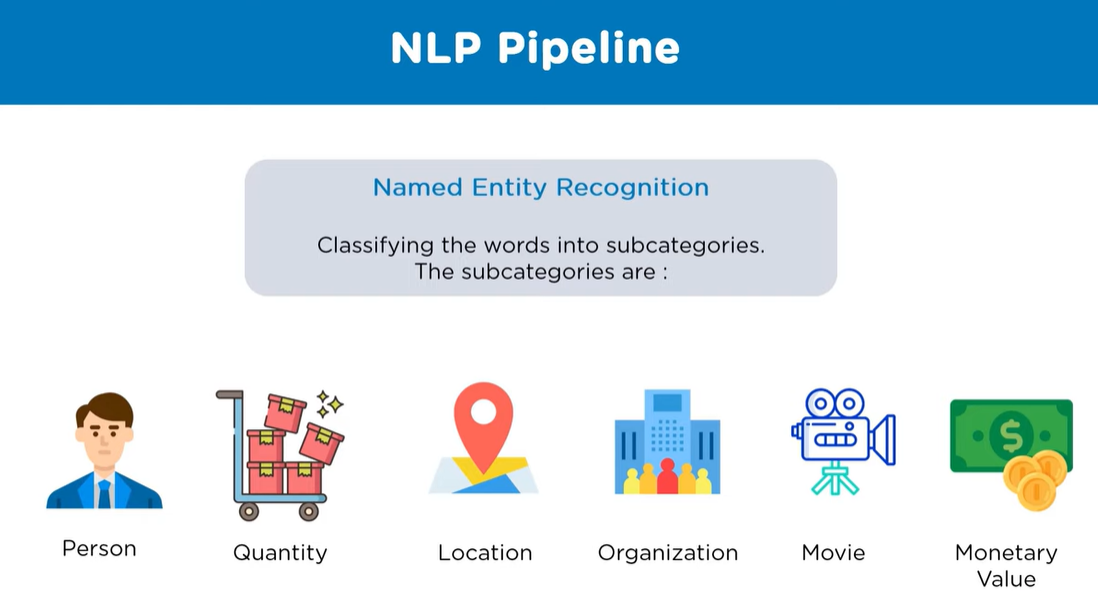 NLP Pipeline
Named Entity Recognition
Classifying the words into subcategories.
The subcategories are :
Person
Quantity
Location
Organization
Movie
Monetary
Value